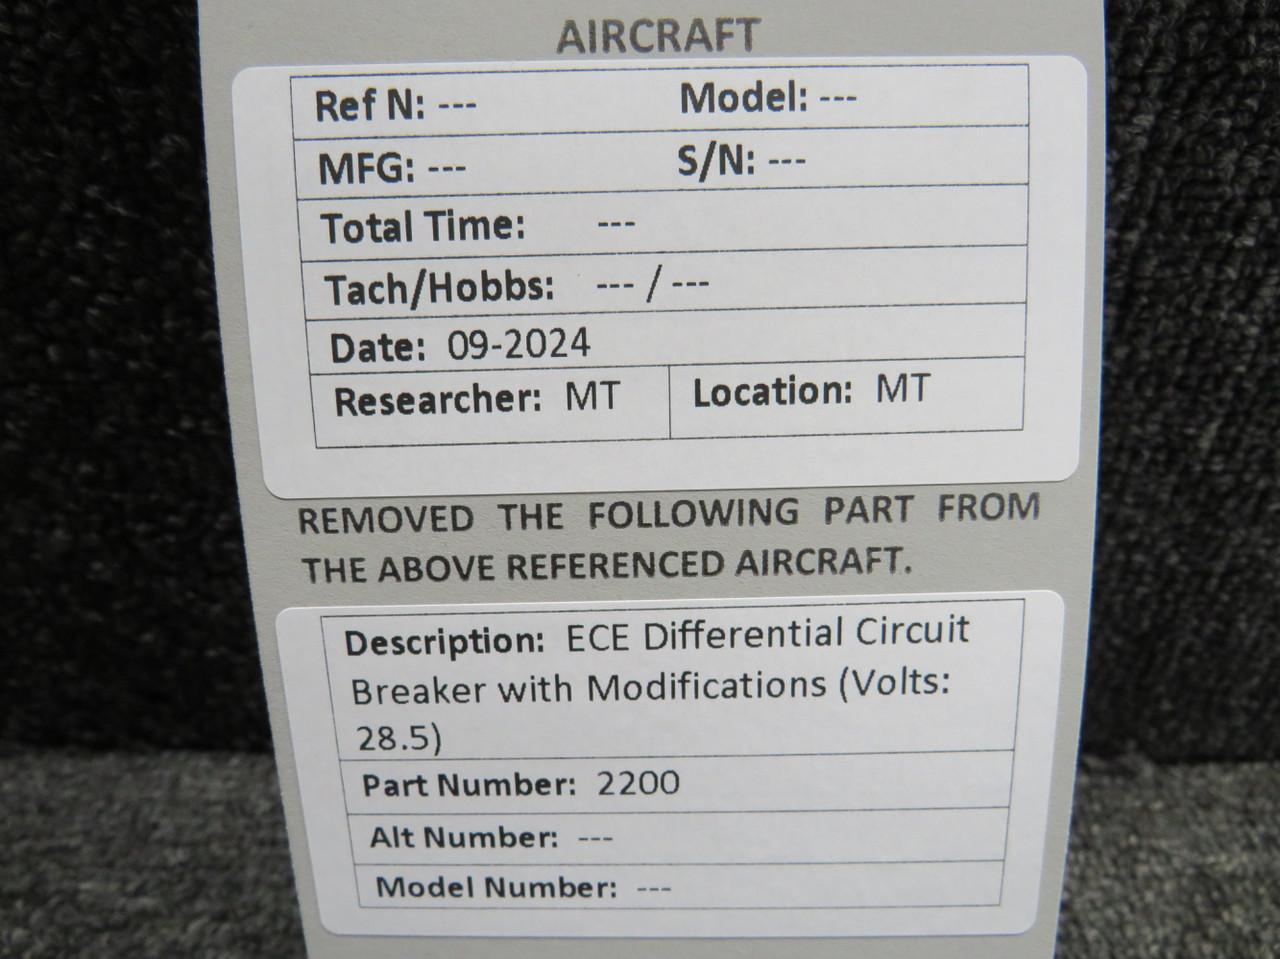 AIRCRAFT
Ref N: --- Model: ---
MFG: --- S/N: ---
Total Time: ---
Tach/Hobbs: --- / ---
Date: 09-2024
Researcher: MT Location: MT
REMOVED THE FOLLOWING PART FROM
THE ABOVE REFERENCED AIRCRAFT.
Description: ECE Differential Circuit
Breaker with Modifications (Volts:
28.5)
Part Number: 2200
Alt Number: ---
Model Number: ---